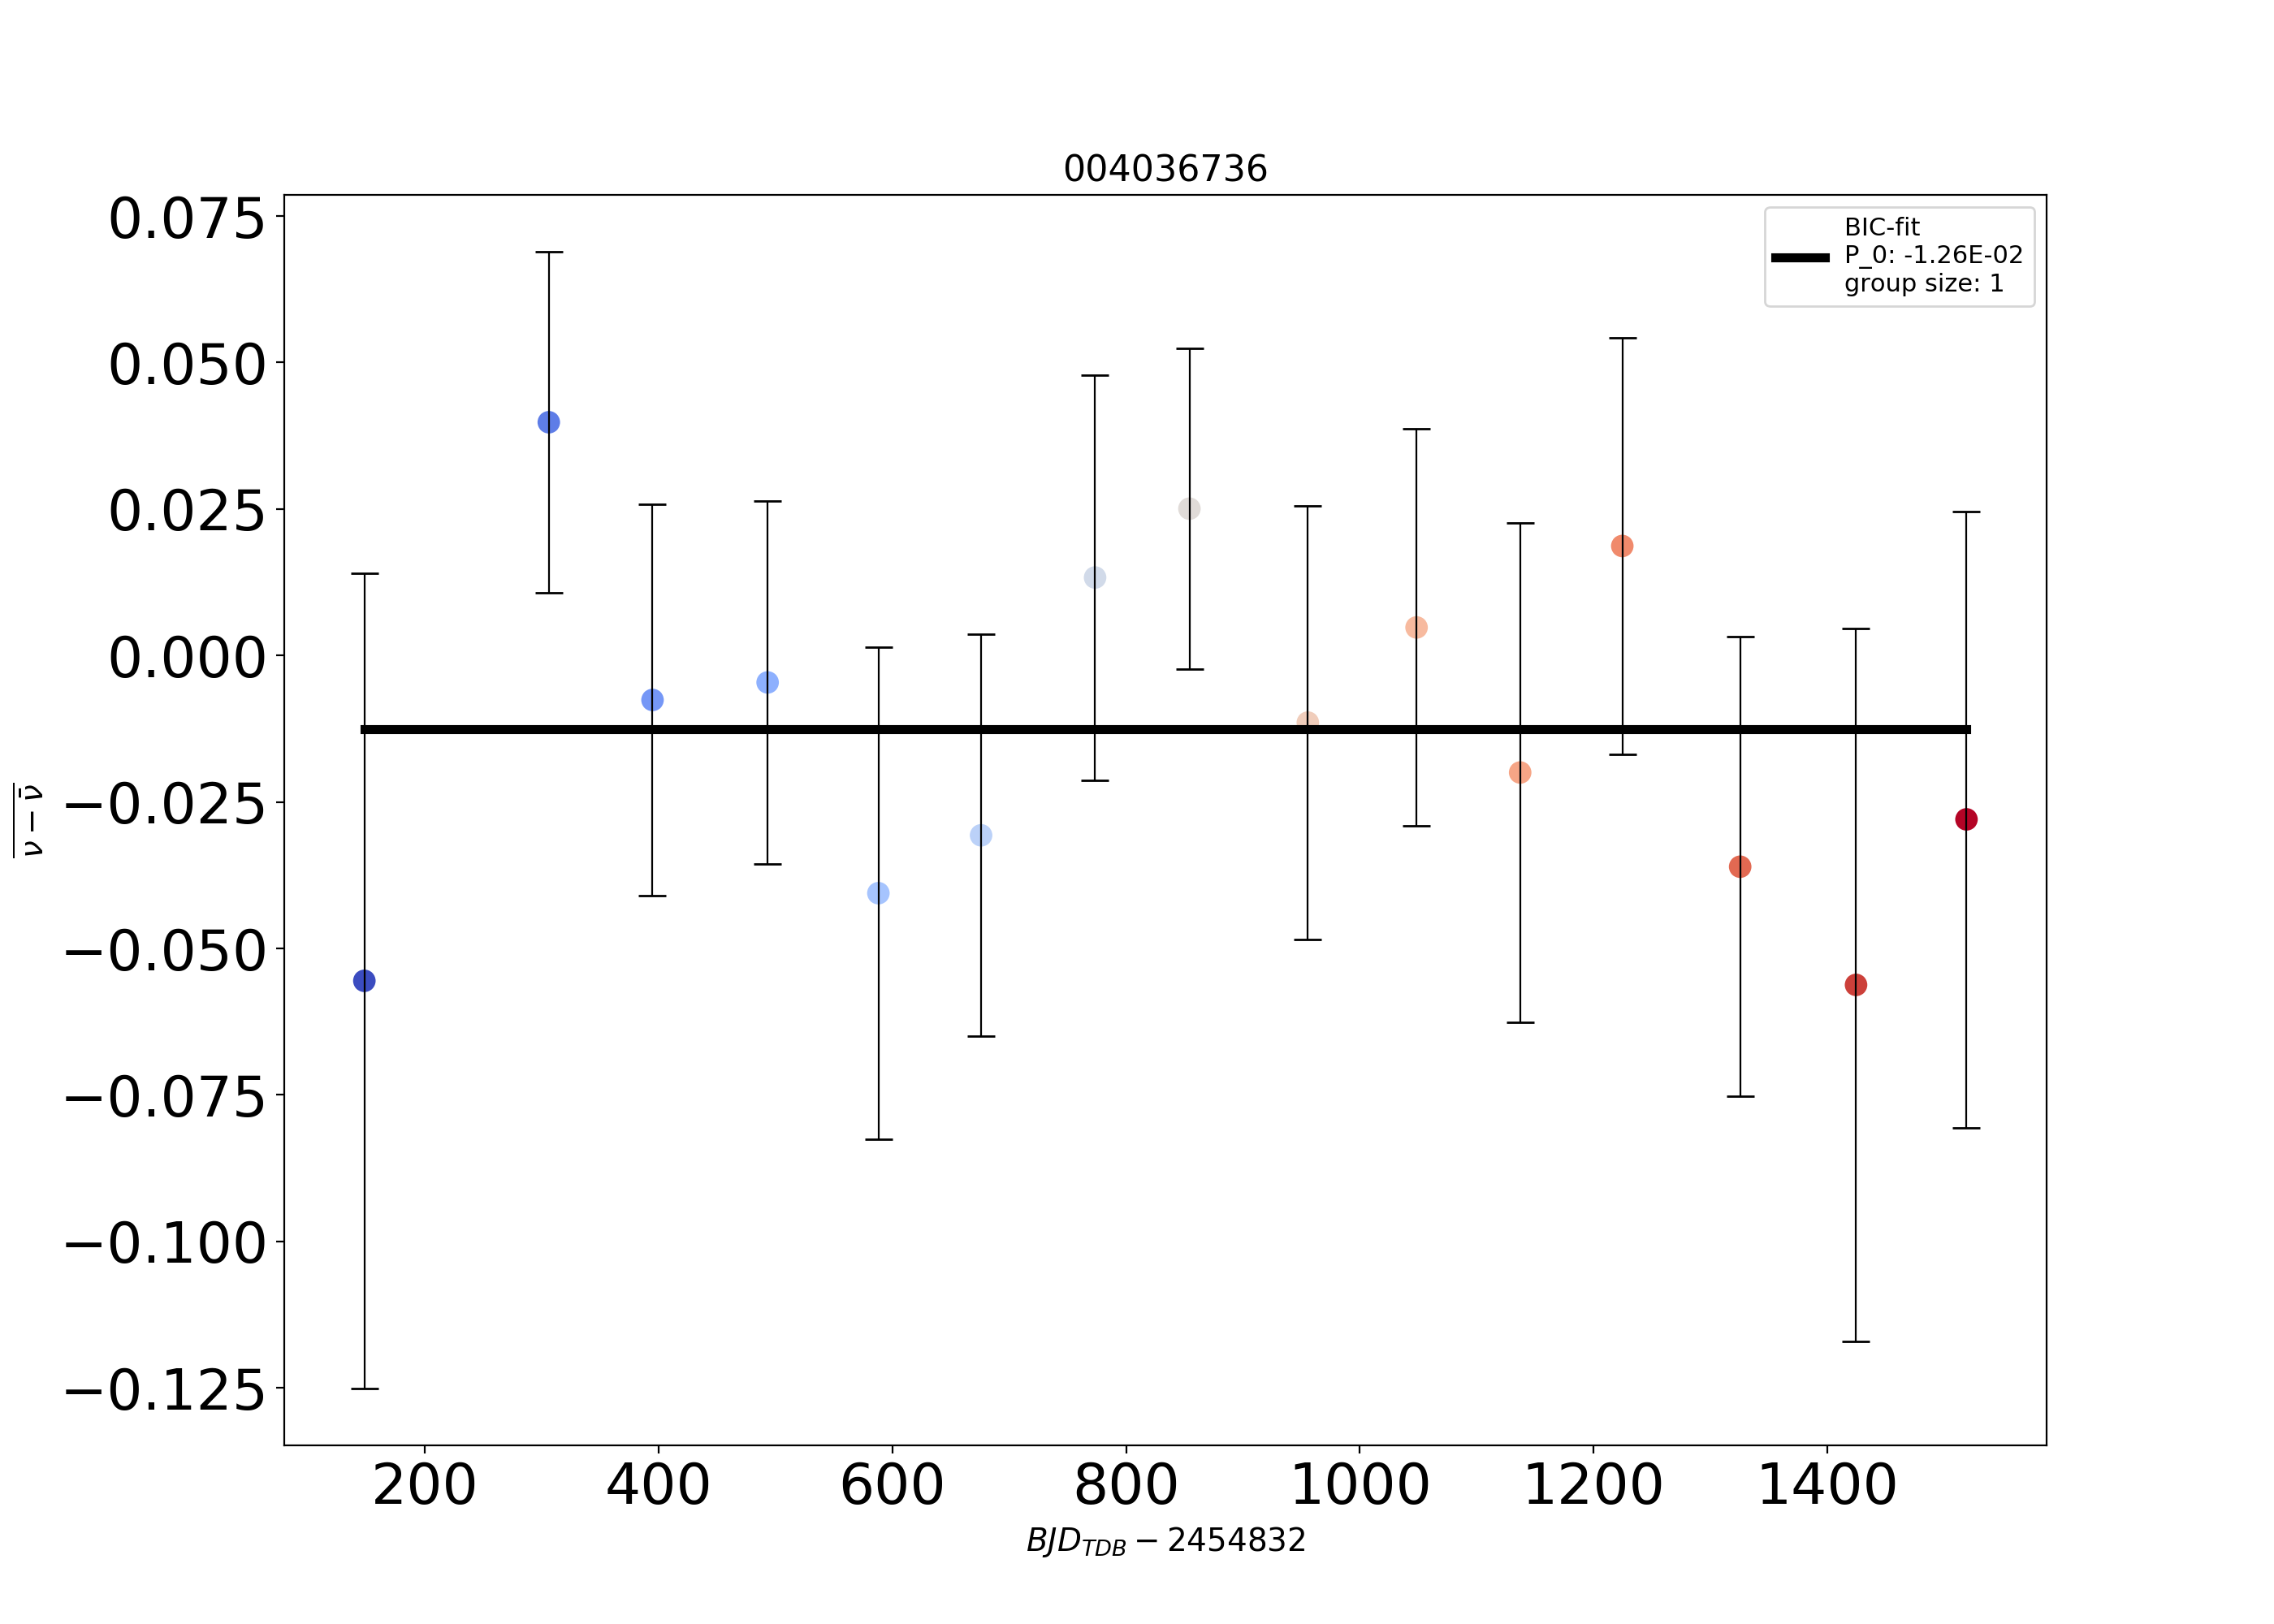 004036736
BIC-fit
P_0: -1.26E-02
group size: 1
0.075
0.050
0.025
0.000
−0.025
−0.050
−0.075
−0.100
−0.125
ν − ν̄
200 400 600 800 1000 1200 1400
BJD_TDB − 2454832